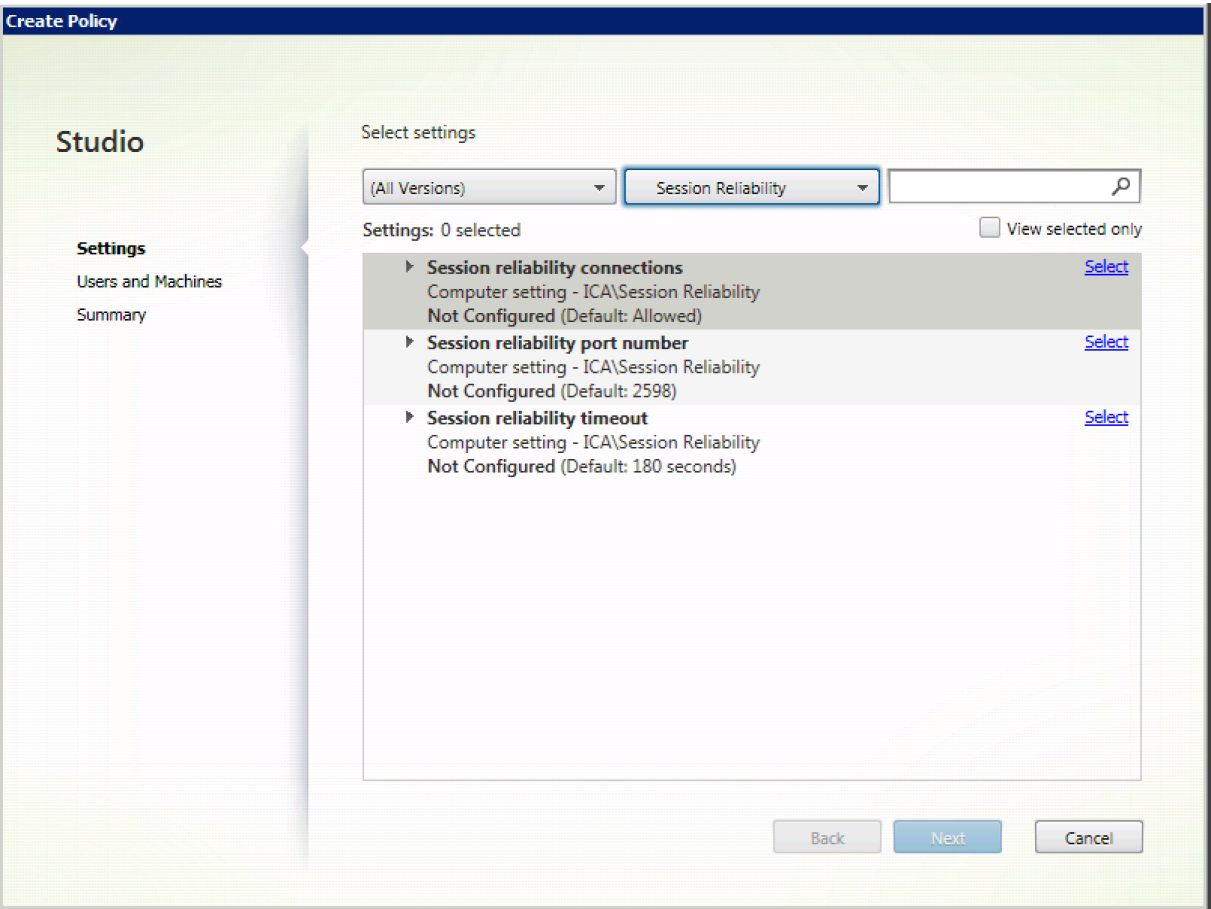 Create Policy
Studio
Select settings
(All Versions)
Session Reliability
Settings: 0 selected
View selected only
Settings
Users and Machines
Summary
Session reliability connections
Select
Computer setting - ICA\Session Reliability
Not Configured (Default: Allowed)
Session reliability port number
Select
Computer setting - ICA\Session Reliability
Not Configured (Default: 2598)
Session reliability timeout
Select
Computer setting - ICA\Session Reliability
Not Configured (Default: 180 seconds)
Back
Next
Cancel